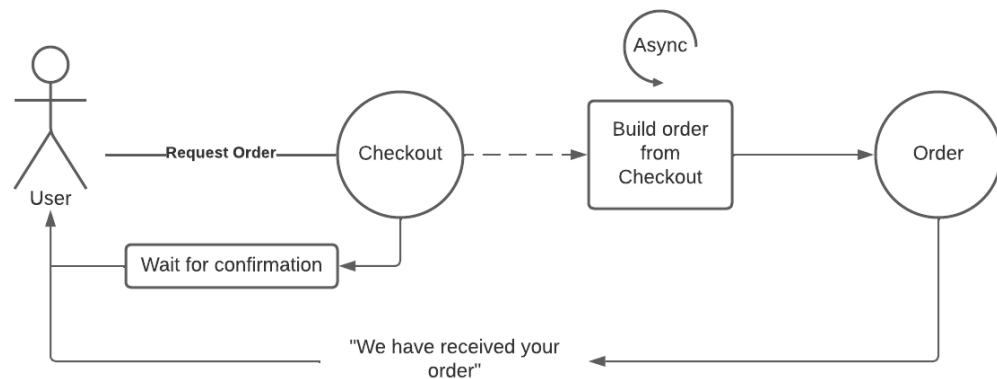 Async
Build order
from
Checkout
Request Order
Checkout
Order
User
Wait for confirmation
"We have received your
order"